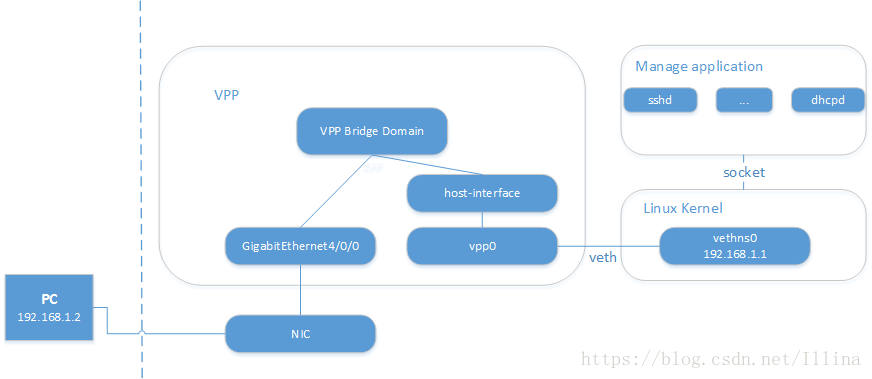 Manage application
sshd
...
dhcpd
socket
VPP
VPP Bridge Domain
host-interface
GigabitEthernet4/0/0
vpp0
veth
Linux Kernel
vethns0
192.168.1.1
PC
192.168.1.2
NIC
https://blog.csdn.net/Illina